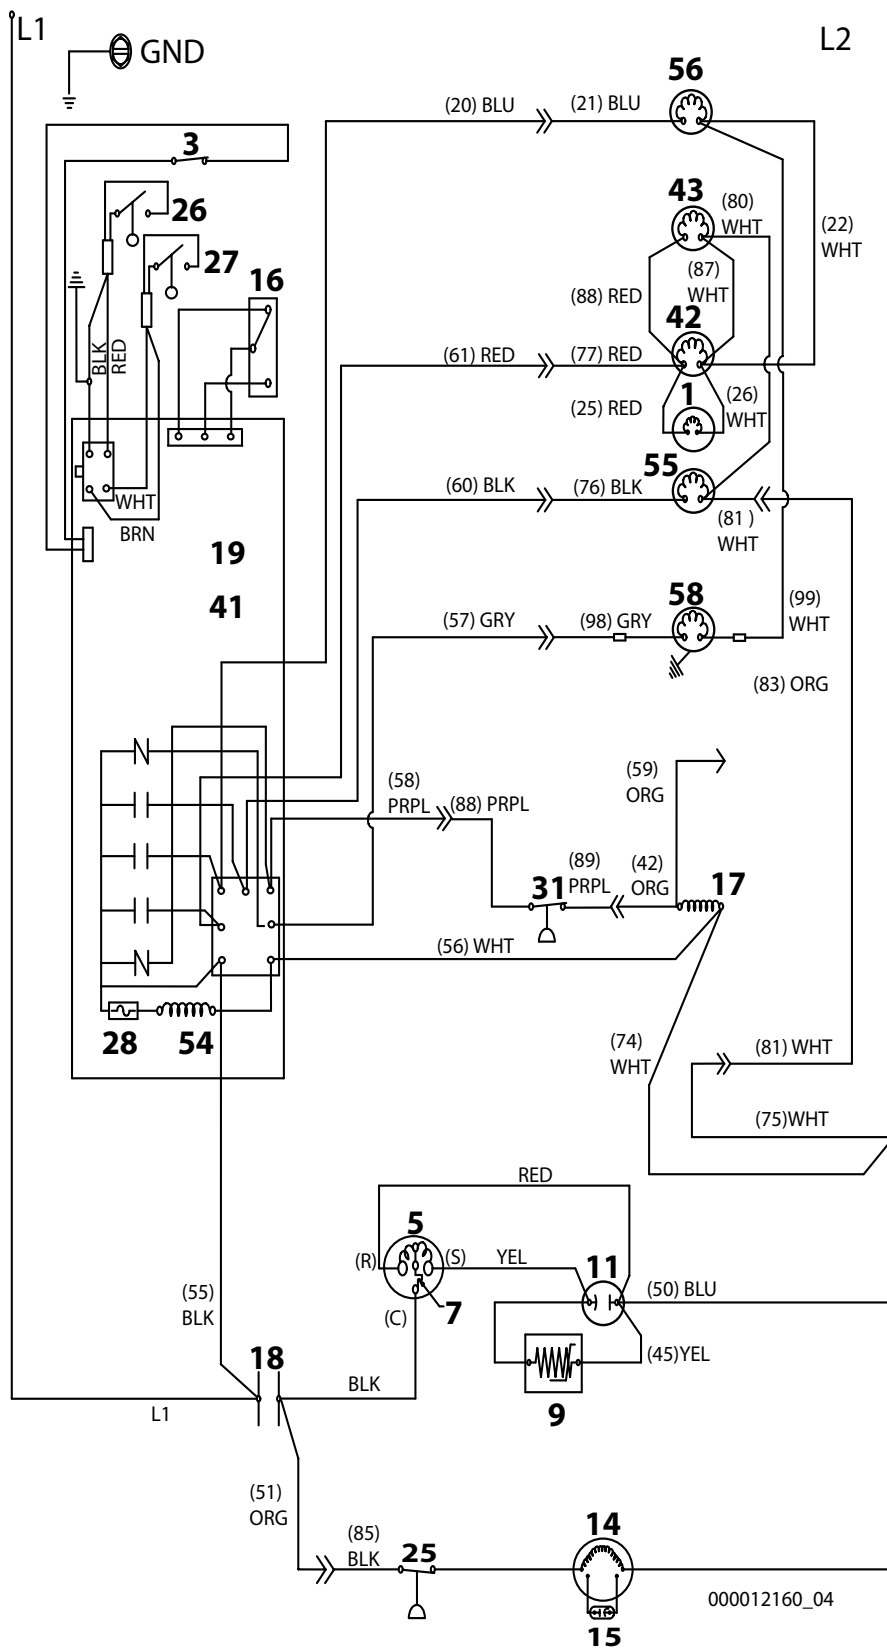 L1
L2
GND
56
(20) BLU
(21) BLU
3
43
(80)
WHT
26
(22)
WHT
27
(87)
WHT
16
(88) RED
42
BLK
RED
(61) RED
(77) RED
1
(26)
WHT
(25) RED
55
(60) BLK
(76) BLK
WHT
(81 )
WHT
BRN
19
41
58
(57) GRY
(98) GRY
(99)
WHT
(83) ORG
(59)
ORG
(58)
PRPL
(88) PRPL
(89)
PRPL
(42)
ORG
31
17
(56) WHT
28
54
(74)
WHT
(81) WHT
(75)WHT
RED
5
(R)
(S)
YEL
11
(50) BLU
(55)
BLK
(C)
7
18
BLK
(45)YEL
9
L1
(51)
ORG
(85)
BLK
25
14
000012160_04
15